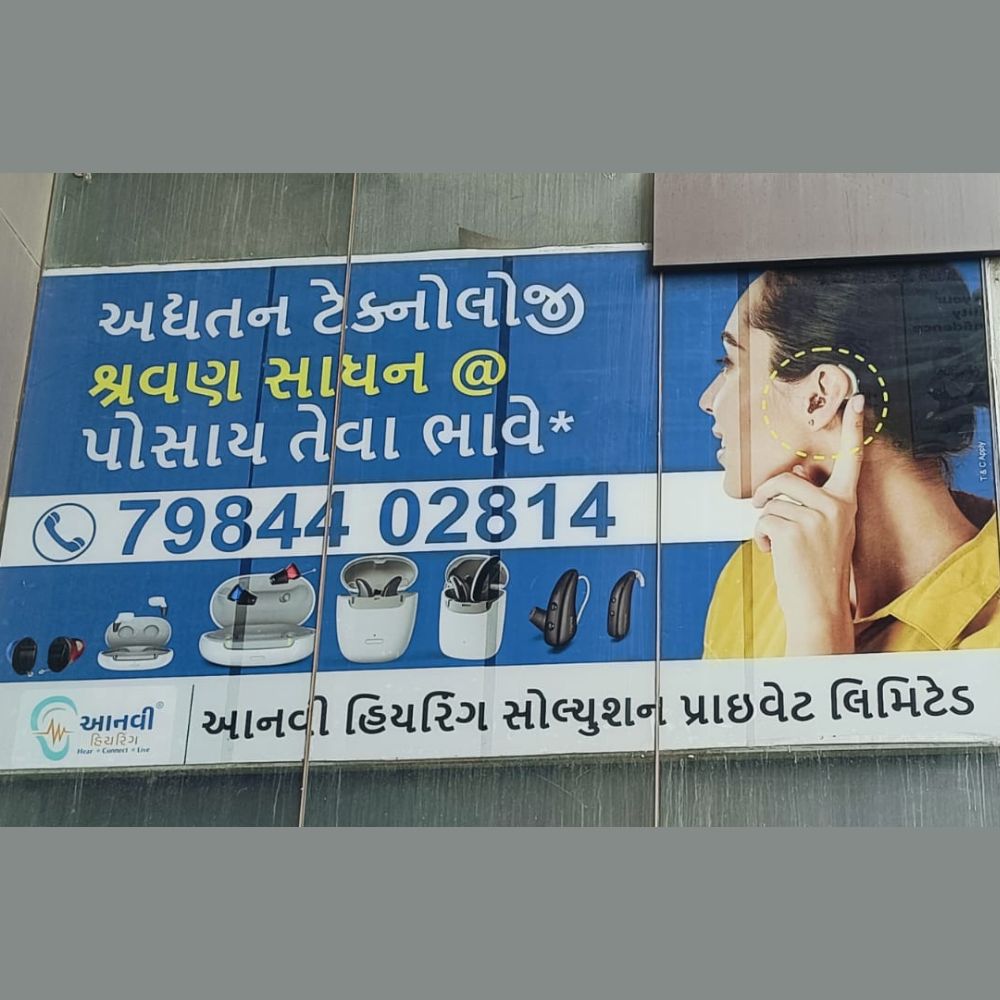 અદ્યતન ટેક્નોલોજી
શ્રવણ સાધન @
પોસાય તેવા ભાવે*
79844 02814
T & C Apply
આનવી®
હિયરિંગ
Hear • Connect • Live
આનવી હિયરિંગ સોલ્યુશન પ્રાઇવેટ લિમિટેડ